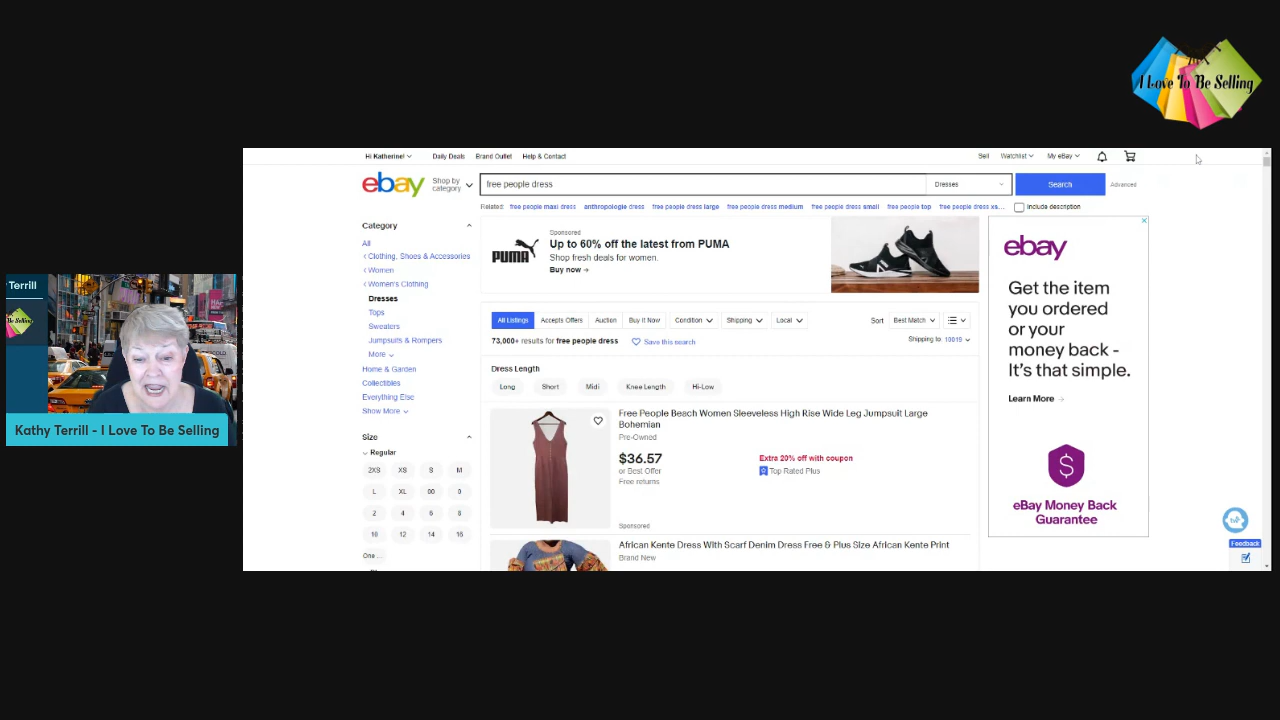 I Love To Be Selling
Hi Katherine!
Daily Deals
Brand Outlet
Help & Contact
Sell
Watchlist
My eBay
ebay
Shop by
category
free people dress
Dresses
Search
Advanced
Related:
free people maxi dress
anthropologie dress
free people dress large
free people dress medium
free people dress small
free people top
free people dress xs...
Include description
Category
All
Clothing, Shoes & Accessories
Women
Women's Clothing
Dresses
Tops
Sweaters
Jumpsuits & Rompers
More
Home & Garden
Collectibles
Everything Else
Show More
Size
Regular
2XS XS S M
L XL 00 0
2 4 6 8
10 12 14 16
One ...
PUMA
Sponsored
Up to 60% off the latest from PUMA
Shop fresh deals for women.
Buy now →
All Listings
Accepts Offers
Auction
Buy It Now
Condition
Shipping
Local
Sort
Best Match
73,000+ results for free people dress
Save this search
Shipping to 10019
Dress Length
Long
Short
Midi
Knee Length
Hi-Low
Free People Beach Women Sleeveless High Rise Wide Leg Jumpsuit Large
Bohemian
Pre-Owned
$36.57
or Best Offer
Free returns
Extra 20% off with coupon
Top Rated Plus
Sponsored
African Kente Dress With Scarf Denim Dress Free & Plus Size African Kente Print
Brand New
ebay
Get the item
you ordered
or your
money back -
It's that simple.
Learn More →
$
eBay Money Back
Guarantee
Feedback
Terrill
Kathy Terrill - I Love To Be Selling